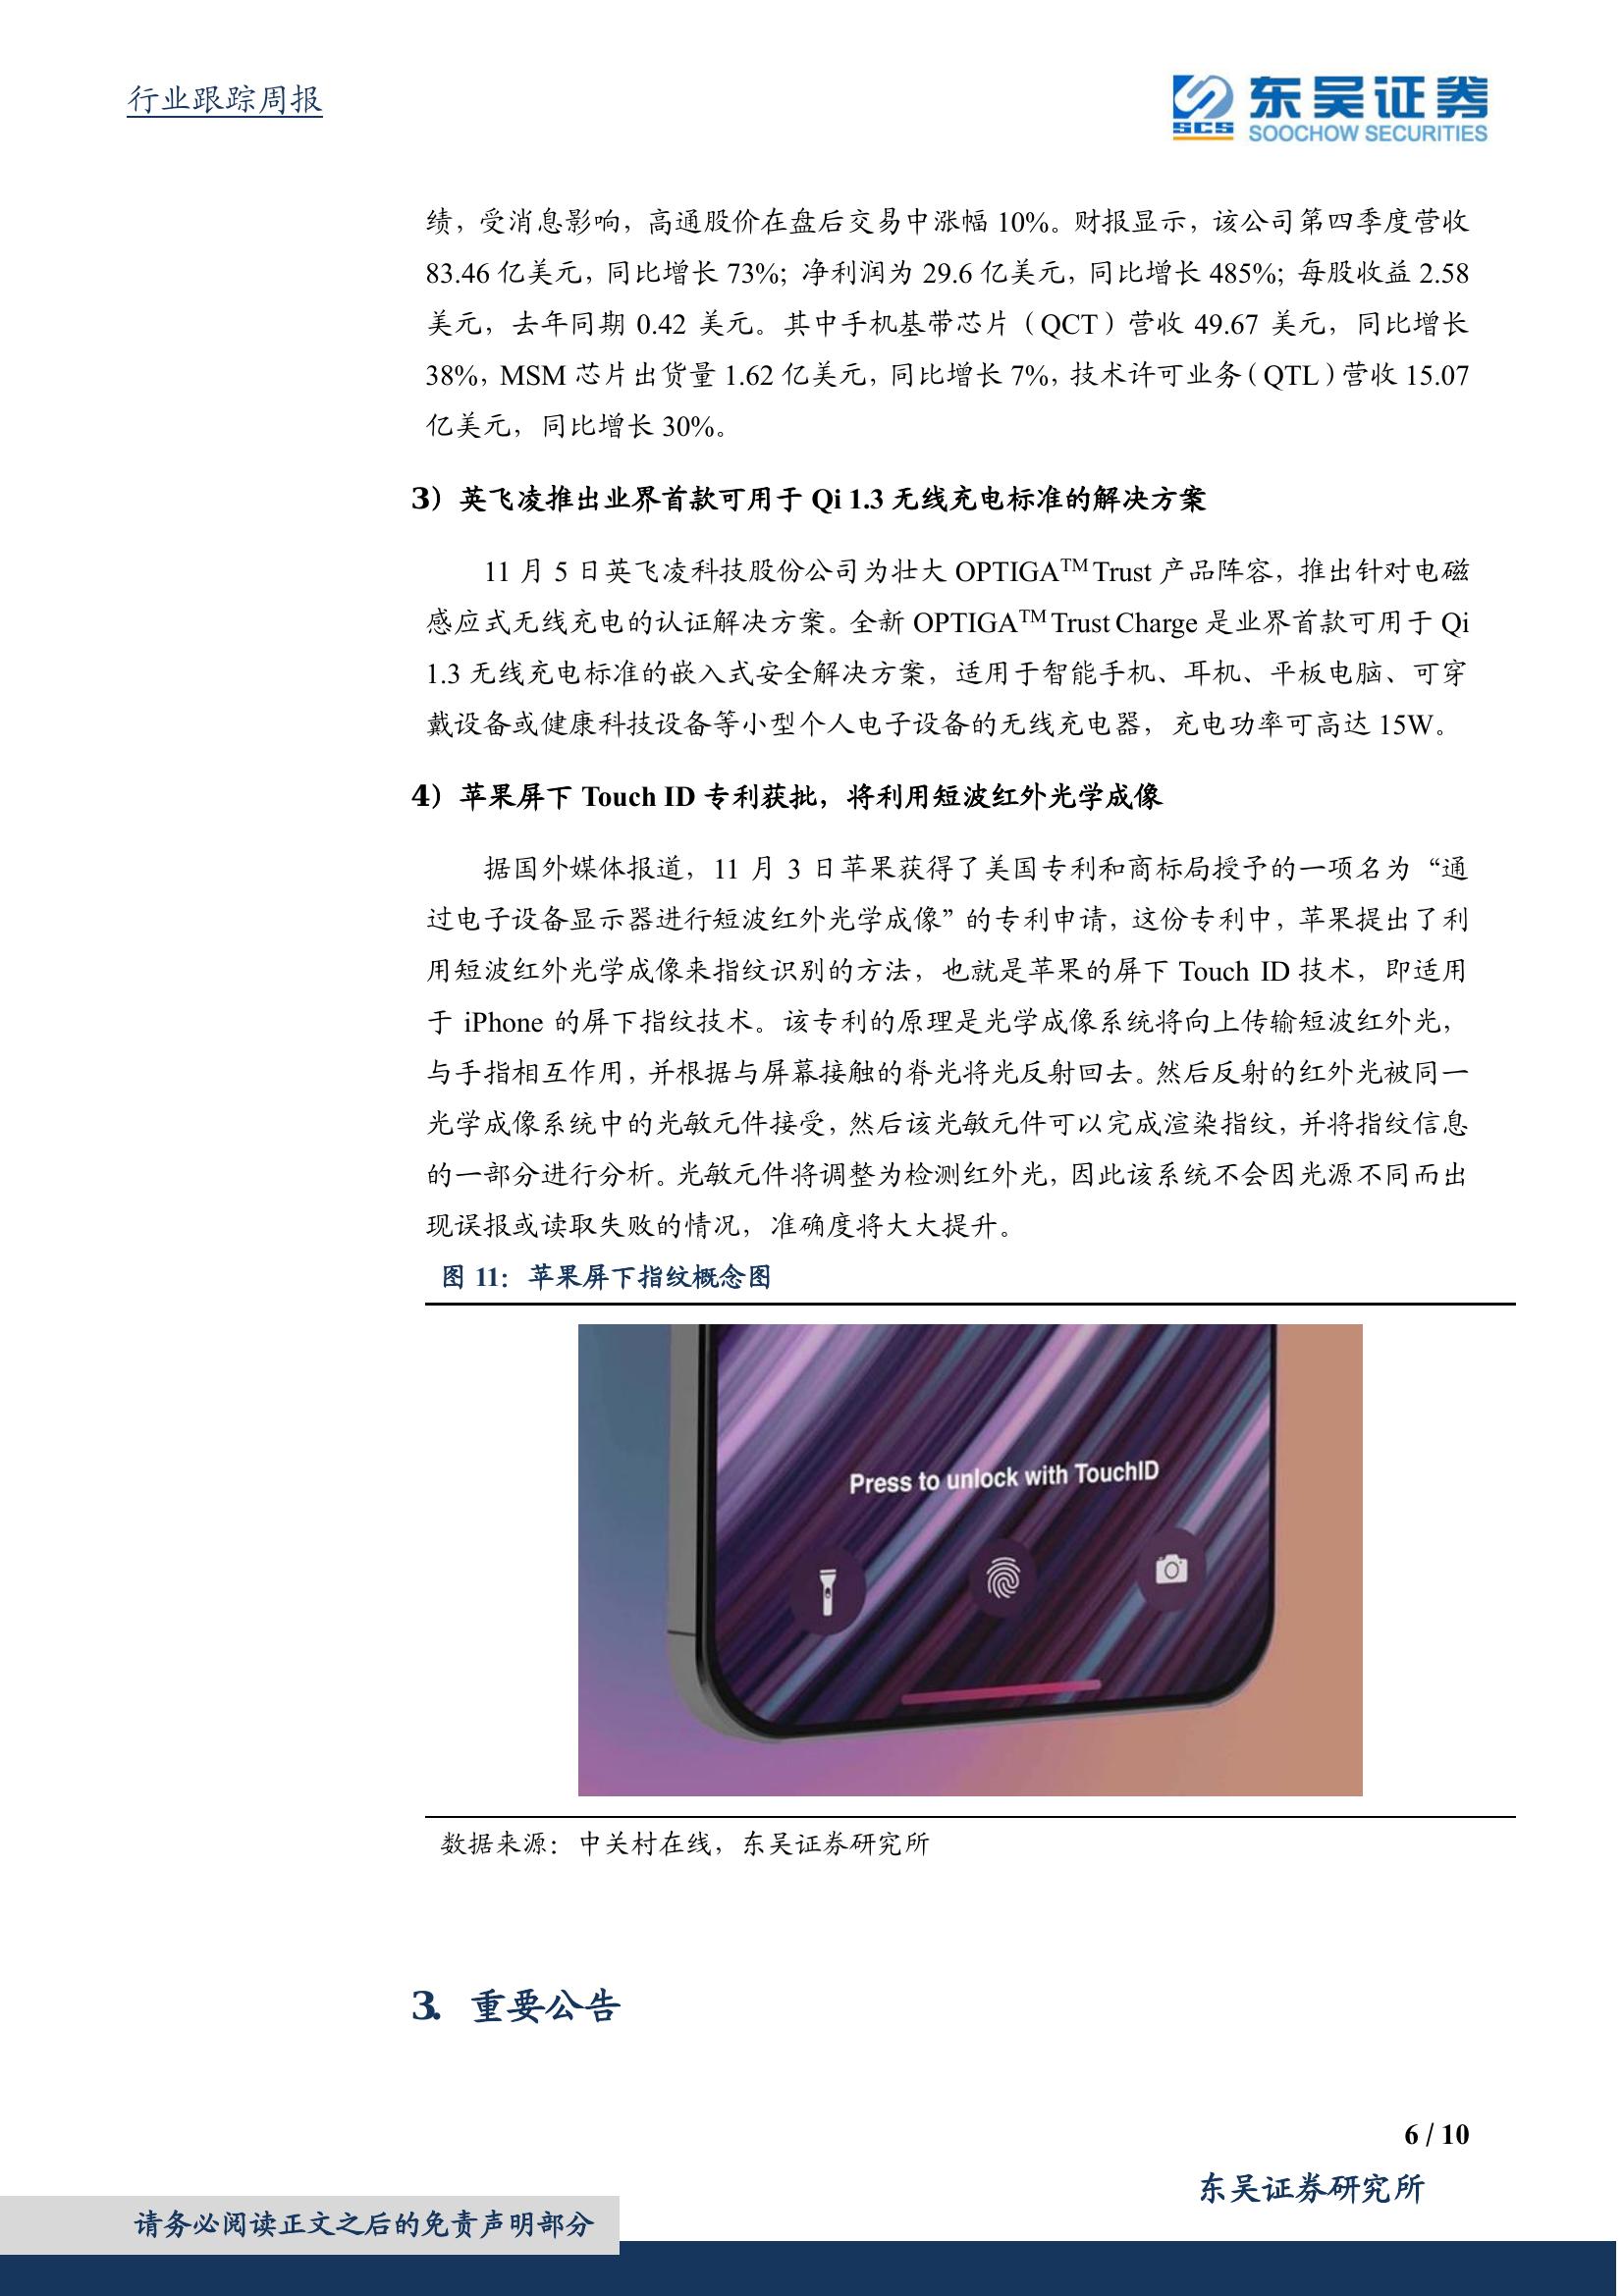 行业跟踪周报
SCS 东吴证券
SOOCHOW SECURITIES
绩，受消息影响，高通股价在盘后交易中涨幅 10%。财报显示，该公司第四季度营收
83.46 亿美元，同比增长 73%；净利润为 29.6 亿美元，同比增长 485%；每股收益 2.58
美元，去年同期 0.42 美元。其中手机基带芯片（QCT）营收 49.67 美元，同比增长
38%，MSM 芯片出货量 1.62 亿美元，同比增长 7%，技术许可业务（QTL）营收 15.07
亿美元，同比增长 30%。
3）英飞凌推出业界首款可用于 Qi 1.3 无线充电标准的解决方案
11 月 5 日英飞凌科技股份公司为壮大 OPTIGA™ Trust 产品阵容，推出针对电磁
感应式无线充电的认证解决方案。全新 OPTIGA™ Trust Charge 是业界首款可用于 Qi
1.3 无线充电标准的嵌入式安全解决方案，适用于智能手机、耳机、平板电脑、可穿
戴设备或健康科技设备等小型个人电子设备的无线充电器，充电功率可高达 15W。
4）苹果屏下 Touch ID 专利获批，将利用短波红外光学成像
据国外媒体报道，11 月 3 日苹果获得了美国专利和商标局授予的一项名为“通
过电子设备显示器进行短波红外光学成像”的专利申请，这份专利中，苹果提出了利
用短波红外光学成像来指纹识别的方法，也就是苹果的屏下 Touch ID 技术，即适用
于 iPhone 的屏下指纹技术。该专利的原理是光学成像系统将向上传输短波红外光，
与手指相互作用，并根据与屏幕接触的脊光将光反射回去。然后反射的红外光被同一
光学成像系统中的光敏元件接受，然后该光敏元件可以完成渲染指纹，并将指纹信息
的一部分进行分析。光敏元件将调整为检测红外光，因此该系统不会因光源不同而出
现误报或读取失败的情况，准确度将大大提升。
图 11：苹果屏下指纹概念图
Press to unlock with TouchID
数据来源：中关村在线，东吴证券研究所
3. 重要公告
6 / 10
东吴证券研究所
请务必阅读正文之后的免责声明部分